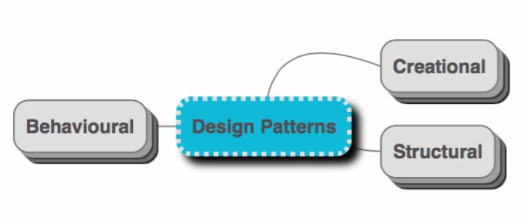 Creational
Behavioural
Design Patterns
Structural